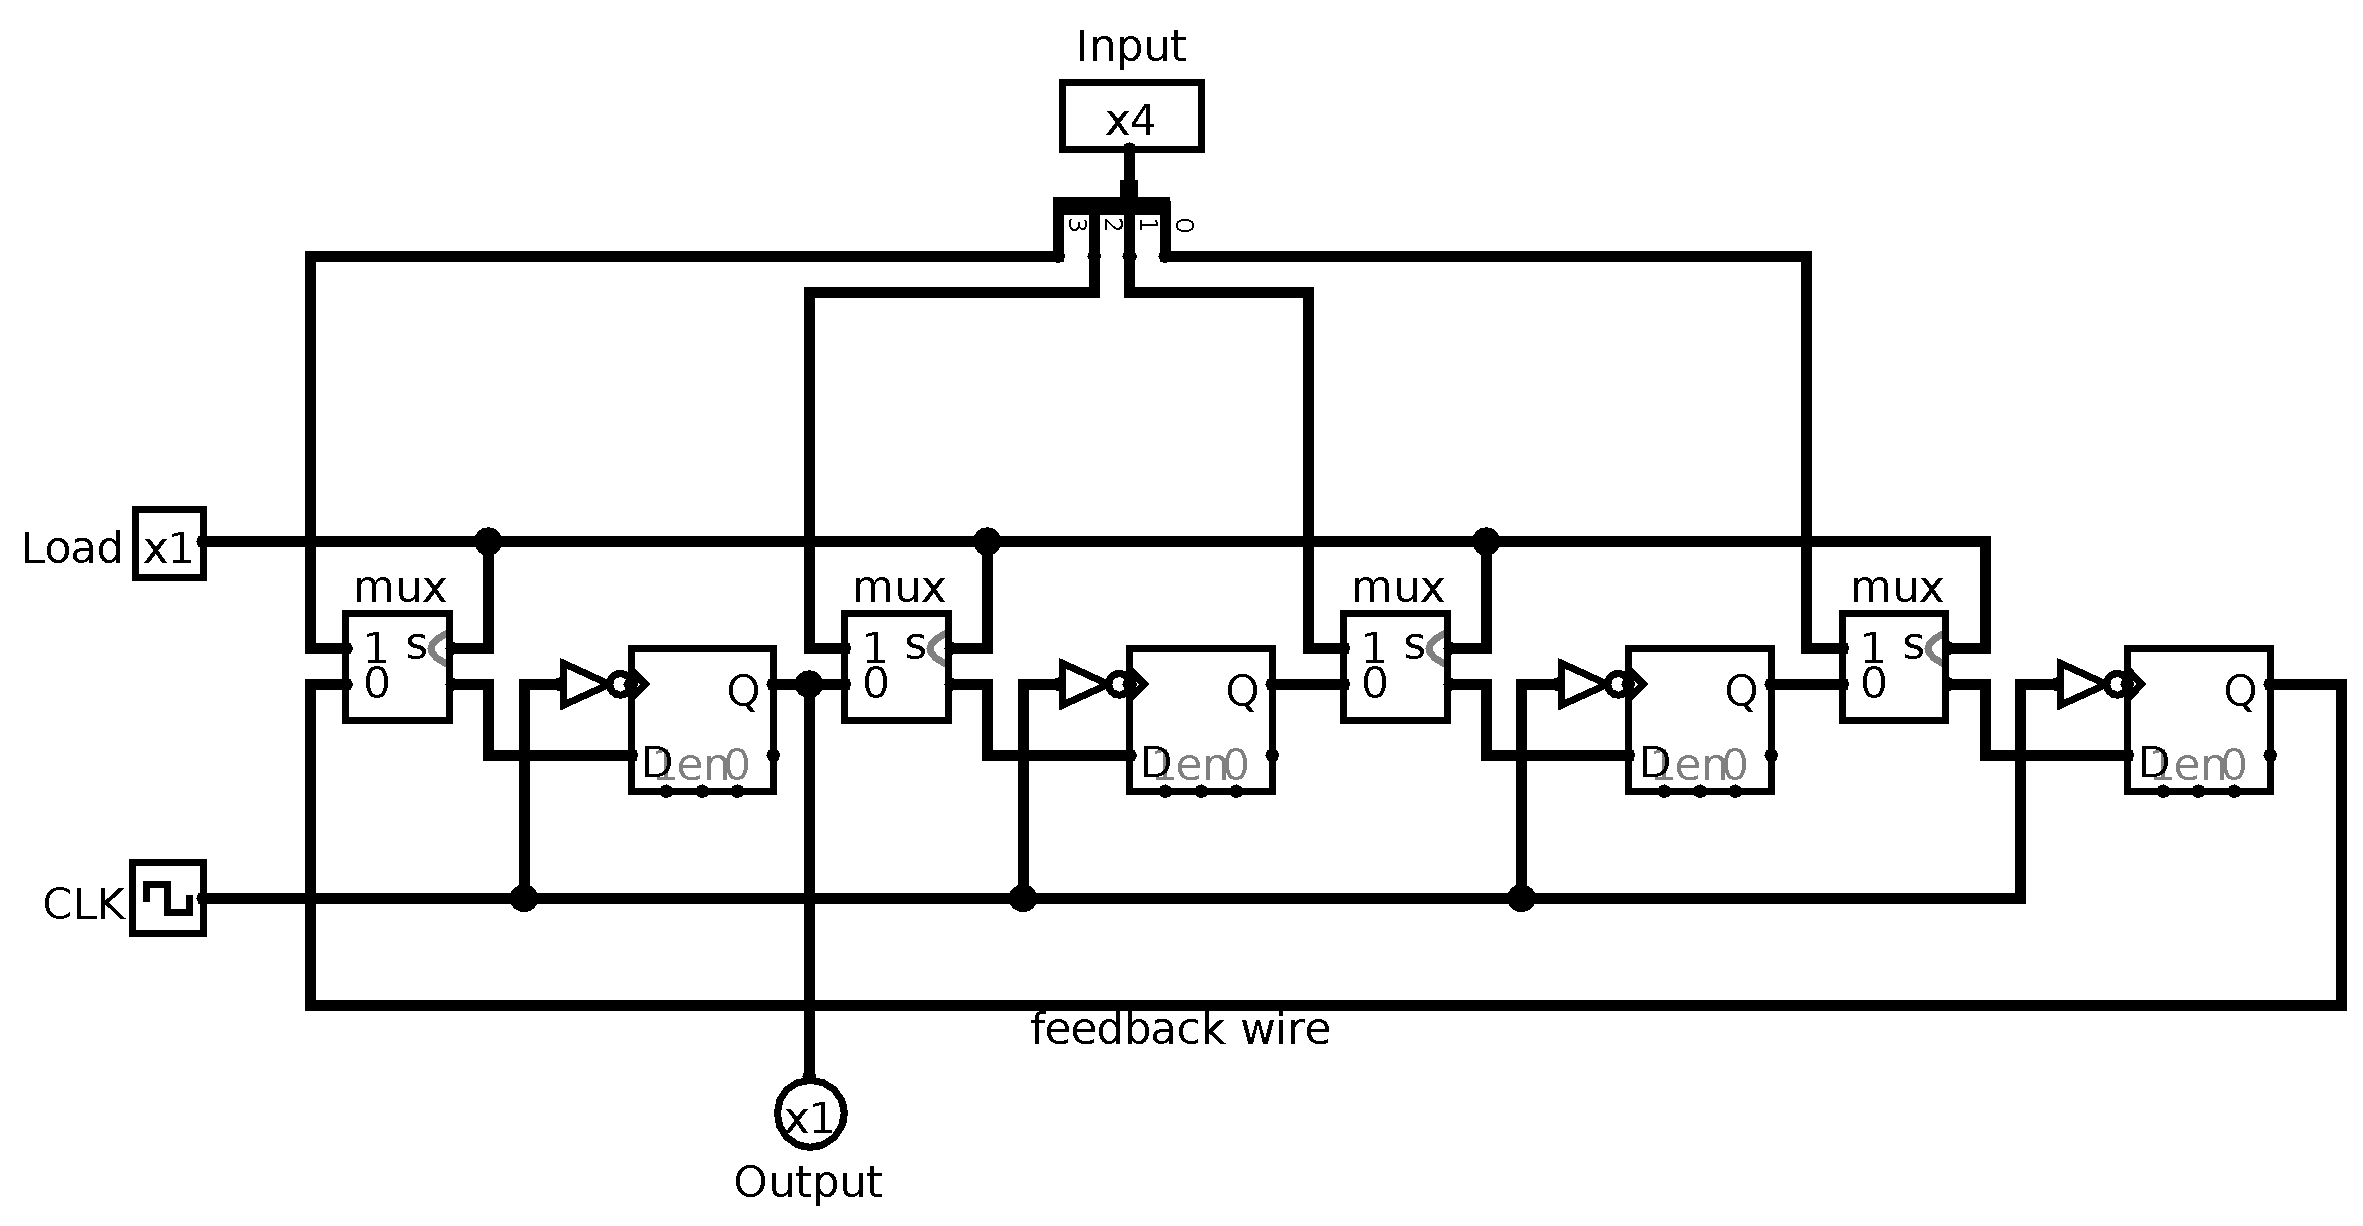 Input
x4
3 2 1 0
Load x1
mux mux mux mux
1 S 1 S 1 S 1 S
0 0 0 0
Q Q Q Q
D 1 en 0 D 1 en 0 D 1 en 0 D 1 en 0
CLK
feedback wire
x1
Output